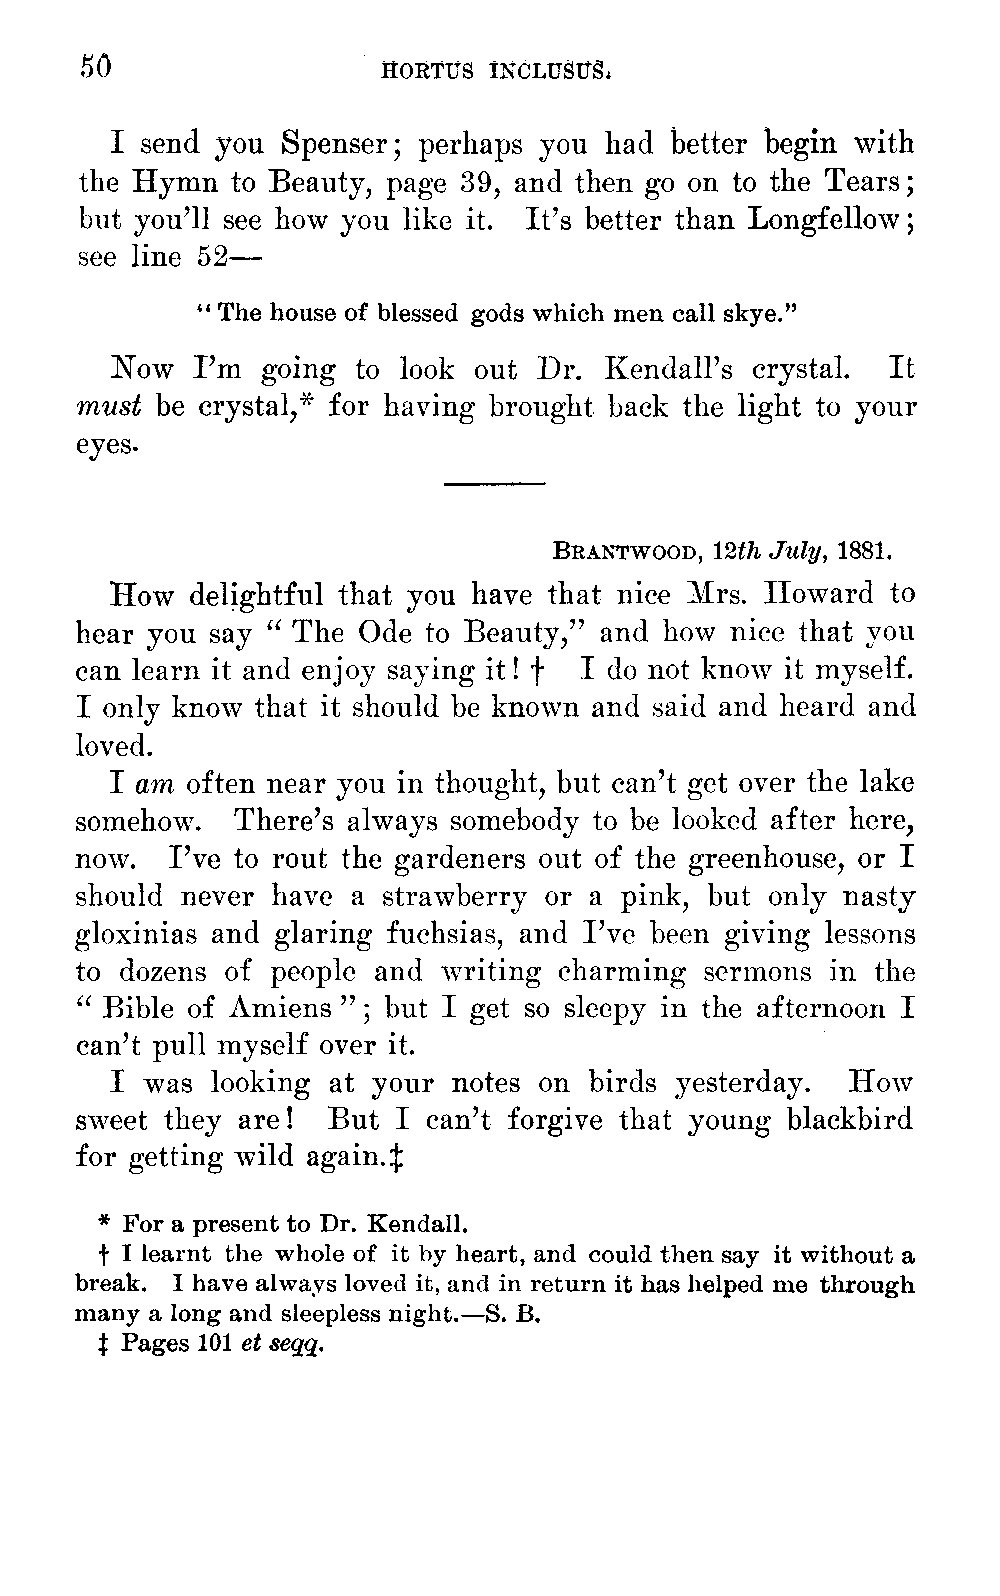 50 HORTUS INCLUSUS.
I send you Spenser; perhaps you had better begin with
the Hymn to Beauty, page 39, and then go on to the Tears;
but you'll see how you like it. It's better than Longfellow;
see line 52—
"The house of blessed gods which men call skye."
Now I'm going to look out Dr. Kendall's crystal. It
must be crystal,* for having brought back the light to your
eyes.
BRANTWOOD, 12th July, 1881.
How delightful that you have that nice Mrs. Howard to
hear you say "The Ode to Beauty," and how nice that you
can learn it and enjoy saying it! † I do not know it myself.
I only know that it should be known and said and heard and
loved.
I am often near you in thought, but can't get over the lake
somehow. There's always somebody to be looked after here,
now. I've to rout the gardeners out of the greenhouse, or I
should never have a strawberry or a pink, but only nasty
gloxinias and glaring fuchsias, and I've been giving lessons
to dozens of people and writing charming sermons in the
"Bible of Amiens"; but I get so sleepy in the afternoon I
can't pull myself over it.
I was looking at your notes on birds yesterday. How
sweet they are! But I can't forgive that young blackbird
for getting wild again.‡
* For a present to Dr. Kendall.
† I learnt the whole of it by heart, and could then say it without a
break. I have always loved it, and in return it has helped me through
many a long and sleepless night.—S. B.
‡ Pages 101 et seqq.